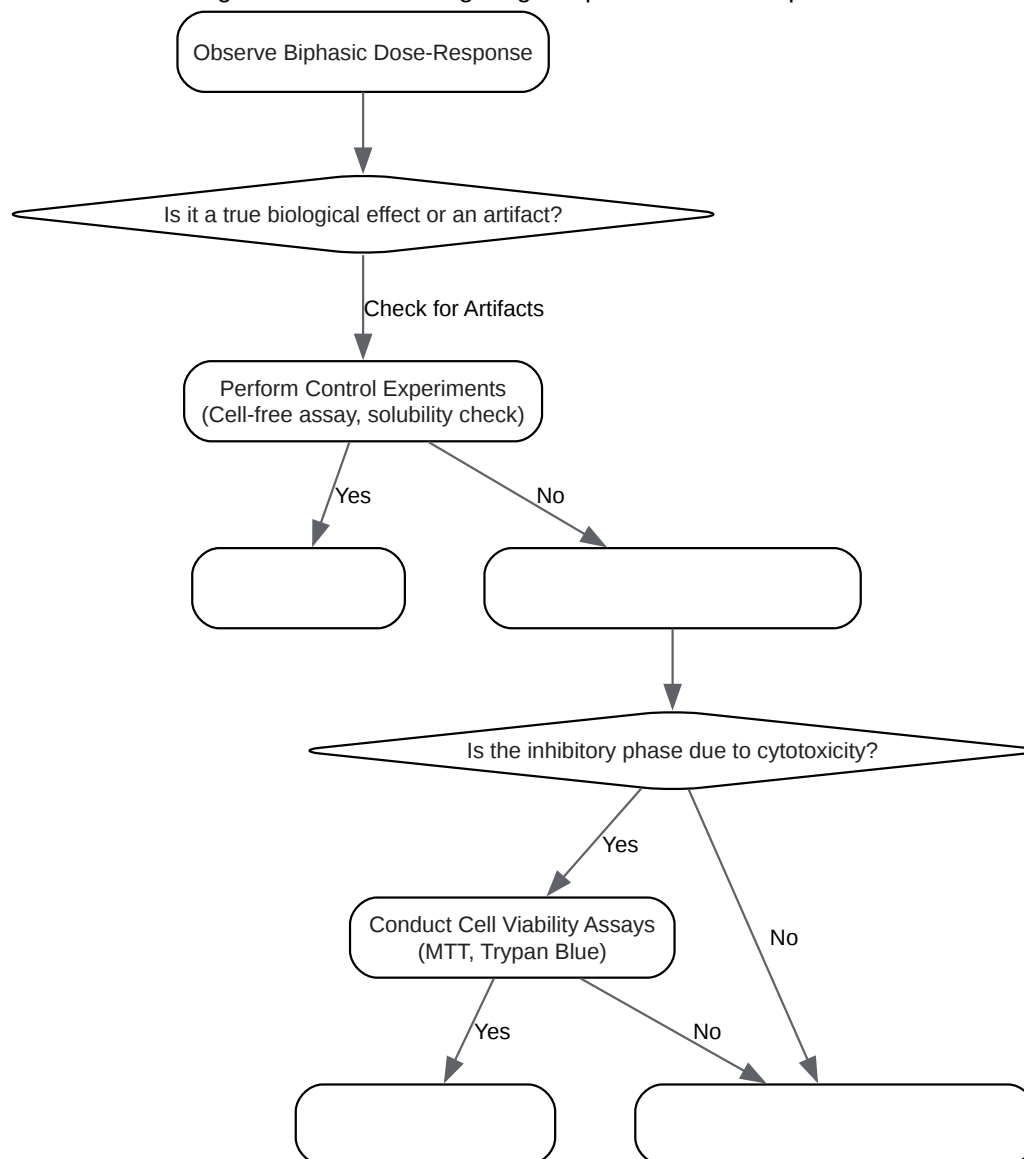 Observe Biphasic Dose-Response
Is it a true biological effect or an artifact?
Check for Artifacts
Perform Control Experiments
(Cell-free assay, solubility check)
Yes
No
Is the inhibitory phase due to cytotoxicity?
Yes
No
Conduct Cell Viability Assays
(MTT, Trypan Blue)
Yes
No